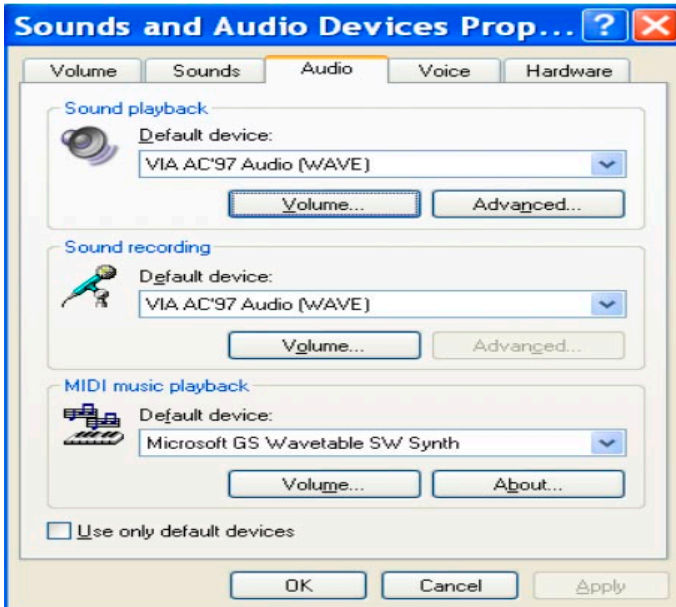 Sounds and Audio Devices Prop... ?
Volume Sounds Audio Voice Hardware
Sound playback
Default device:
VIA AC'97 Audio (WAVE)
Volume... Advanced...
Sound recording
Default device:
VIA AC'97 Audio (WAVE)
Volume... Advanced...
MIDI music playback
Default device:
Microsoft GS Wavetable SW Synth
Volume... About...
Use only default devices
OK Cancel Apply